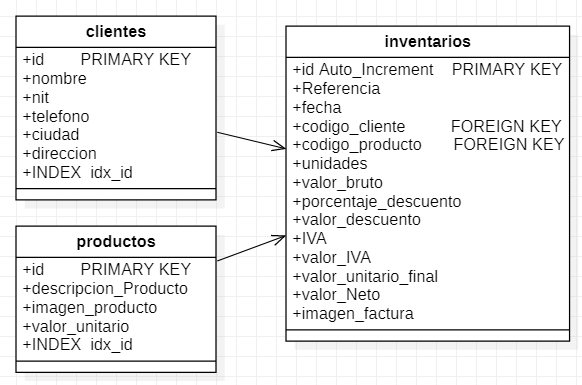 clientes
+id PRIMARY KEY
+nombre
+nit
+telefono
+ciudad
+direccion
+INDEX idx_id
productos
+id PRIMARY KEY
+descripcion_Producto
+imagen_producto
+valor_unitario
+INDEX idx_id
inventarios
+id Auto_Increment PRIMARY KEY
+Referencia
+fecha
+codigo_cliente FOREIGN KEY
+codigo_producto FOREIGN KEY
+unidades
+valor_bruto
+porcentaje_descuento
+valor_descuento
+IVA
+valor_IVA
+valor_unitario_final
+valor_Neto
+imagen_factura